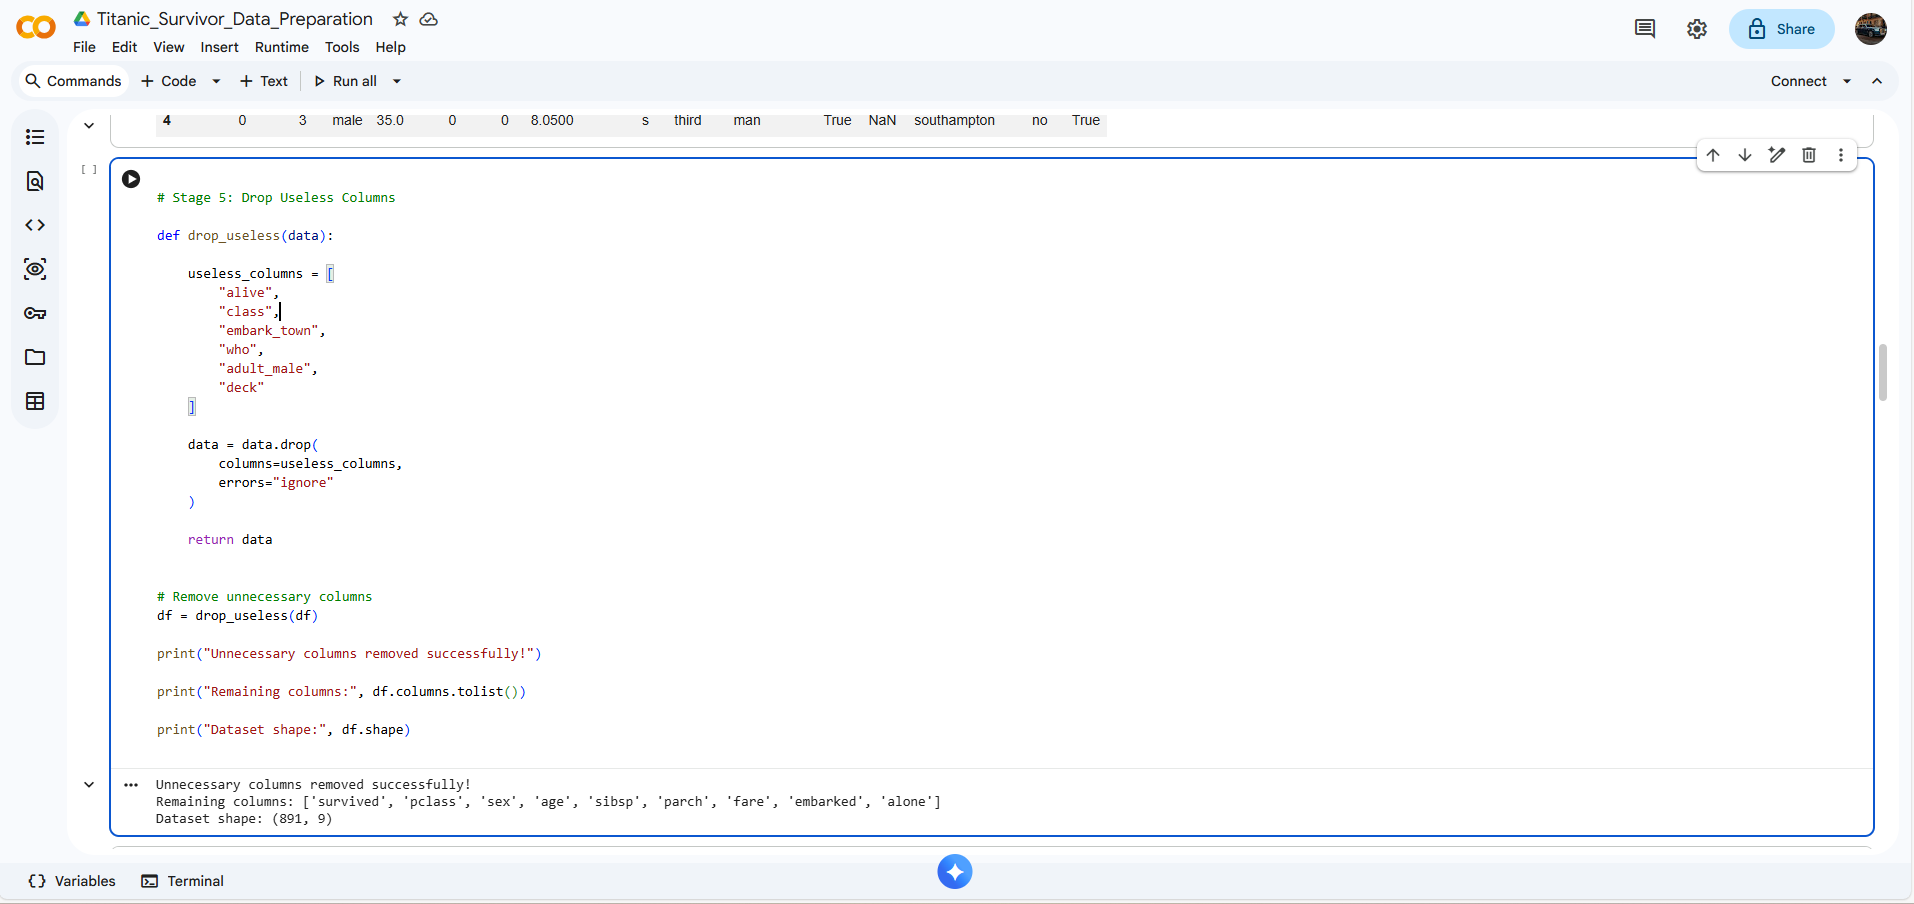 Titanic_Survivor_Data_Preparation
File Edit View Insert Runtime Tools Help
Share
Commands + Code + Text Run all
Connect
4 0 3 male 35.0 0 0 8.0500 s third man True NaN southampton no True
[ ]
# Stage 5: Drop Useless Columns
def drop_useless(data):
useless_columns = [
"alive",
"class",
"embark_town",
"who",
"adult_male",
"deck"
]
data = data.drop(
columns=useless_columns,
errors="ignore"
)
return data
# Remove unnecessary columns
df = drop_useless(df)
print("Unnecessary columns removed successfully!")
print("Remaining columns:", df.columns.tolist())
print("Dataset shape:", df.shape)
Unnecessary columns removed successfully!
Remaining columns: ['survived', 'pclass', 'sex', 'age', 'sibsp', 'parch', 'fare', 'embarked', 'alone']
Dataset shape: (891, 9)
Variables Terminal